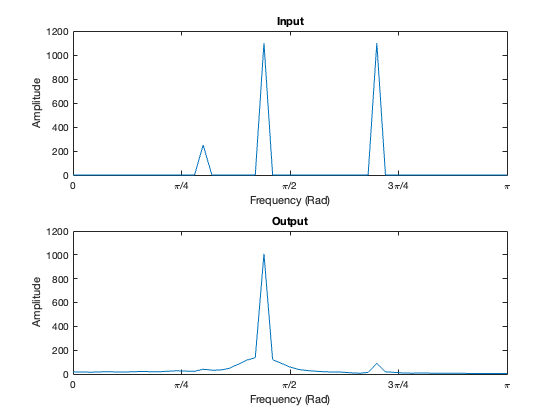 Input
1200
1000
800
600
400
200
0
Amplitude
0 π/4 π/2 3π/4 π
Frequency (Rad)
Output
1200
1000
800
600
400
200
0
Amplitude
0 π/4 π/2 3π/4 π
Frequency (Rad)